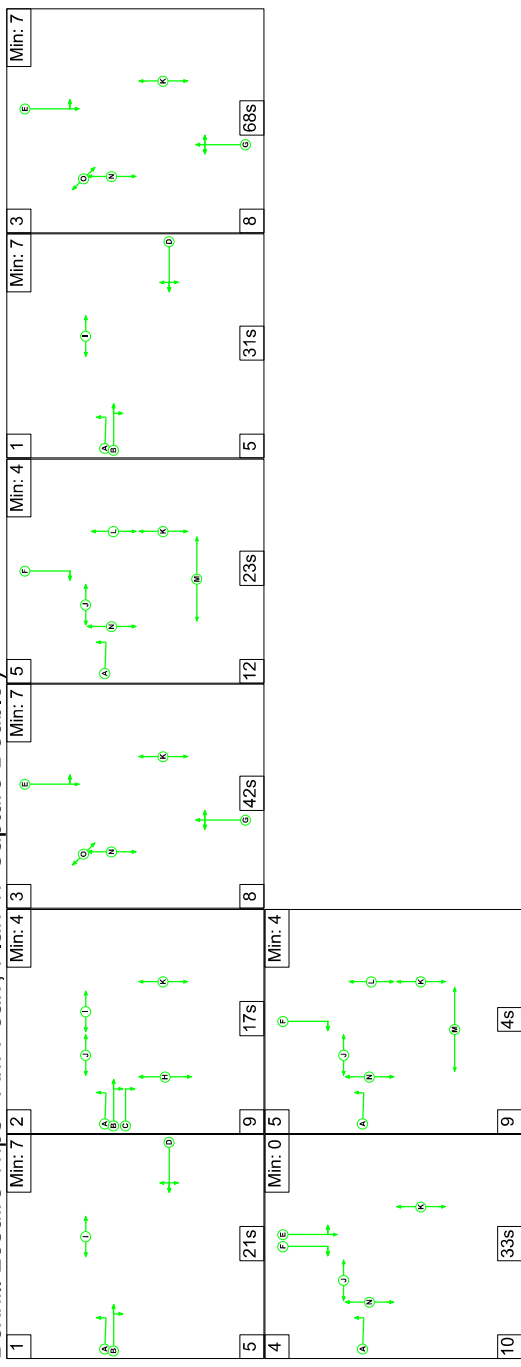 1 Min: 7
I
A
B
D
5 21s
2 Min: 4
J I
A
B
C
H K
9 17s
3 Min: 7
E
O
N
K
G
8 42s
5 Min: 4
F
J
A
N L
K
M
12 23s
1 Min: 7
I
A
B
D
5 31s
3 Min: 7
E
O
N
K
G
8 68s
4 Min: 0
F E
J
A
N
K
10 33s
5 Min: 4
F
J
A
N L
K
M
9 4s